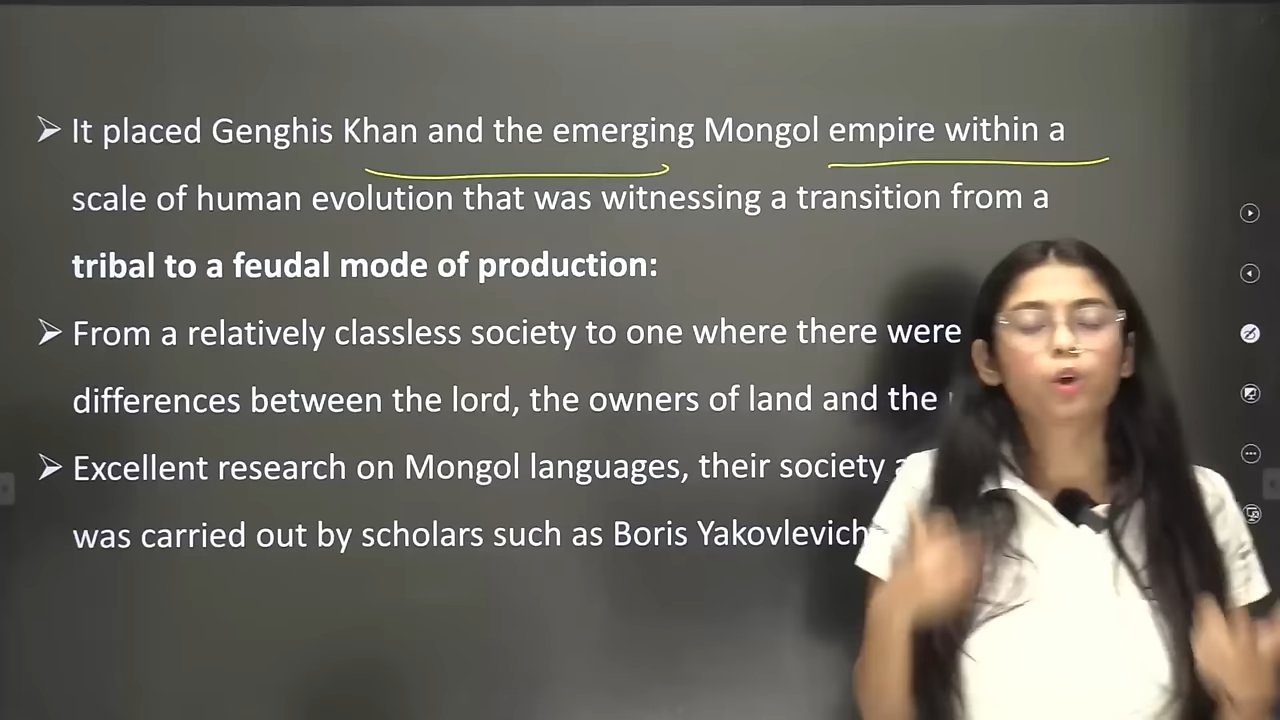 It placed Genghis Khan and the emerging Mongol empire within a
scale of human evolution that was witnessing a transition from a
tribal to a feudal mode of production:
From a relatively classless society to one where there were
differences between the lord, the owners of land and the
Excellent research on Mongol languages, their society
was carried out by scholars such as Boris Yakovlevich